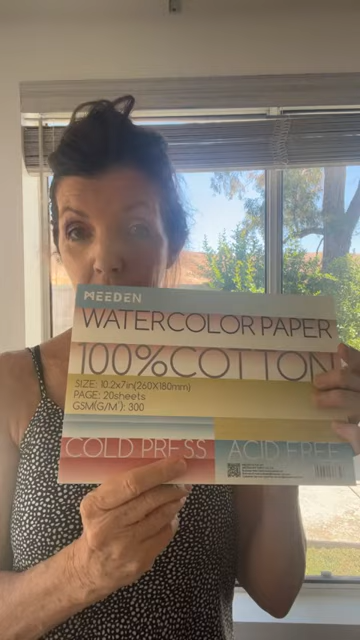 MEEDEN
WATERCOLOR PAPER
100% COTTON
SIZE: 10.2x7in(260X180mm)
PAGE: 20sheets
GSM(G/M²): 300
COLD PRESS
ACID FREE